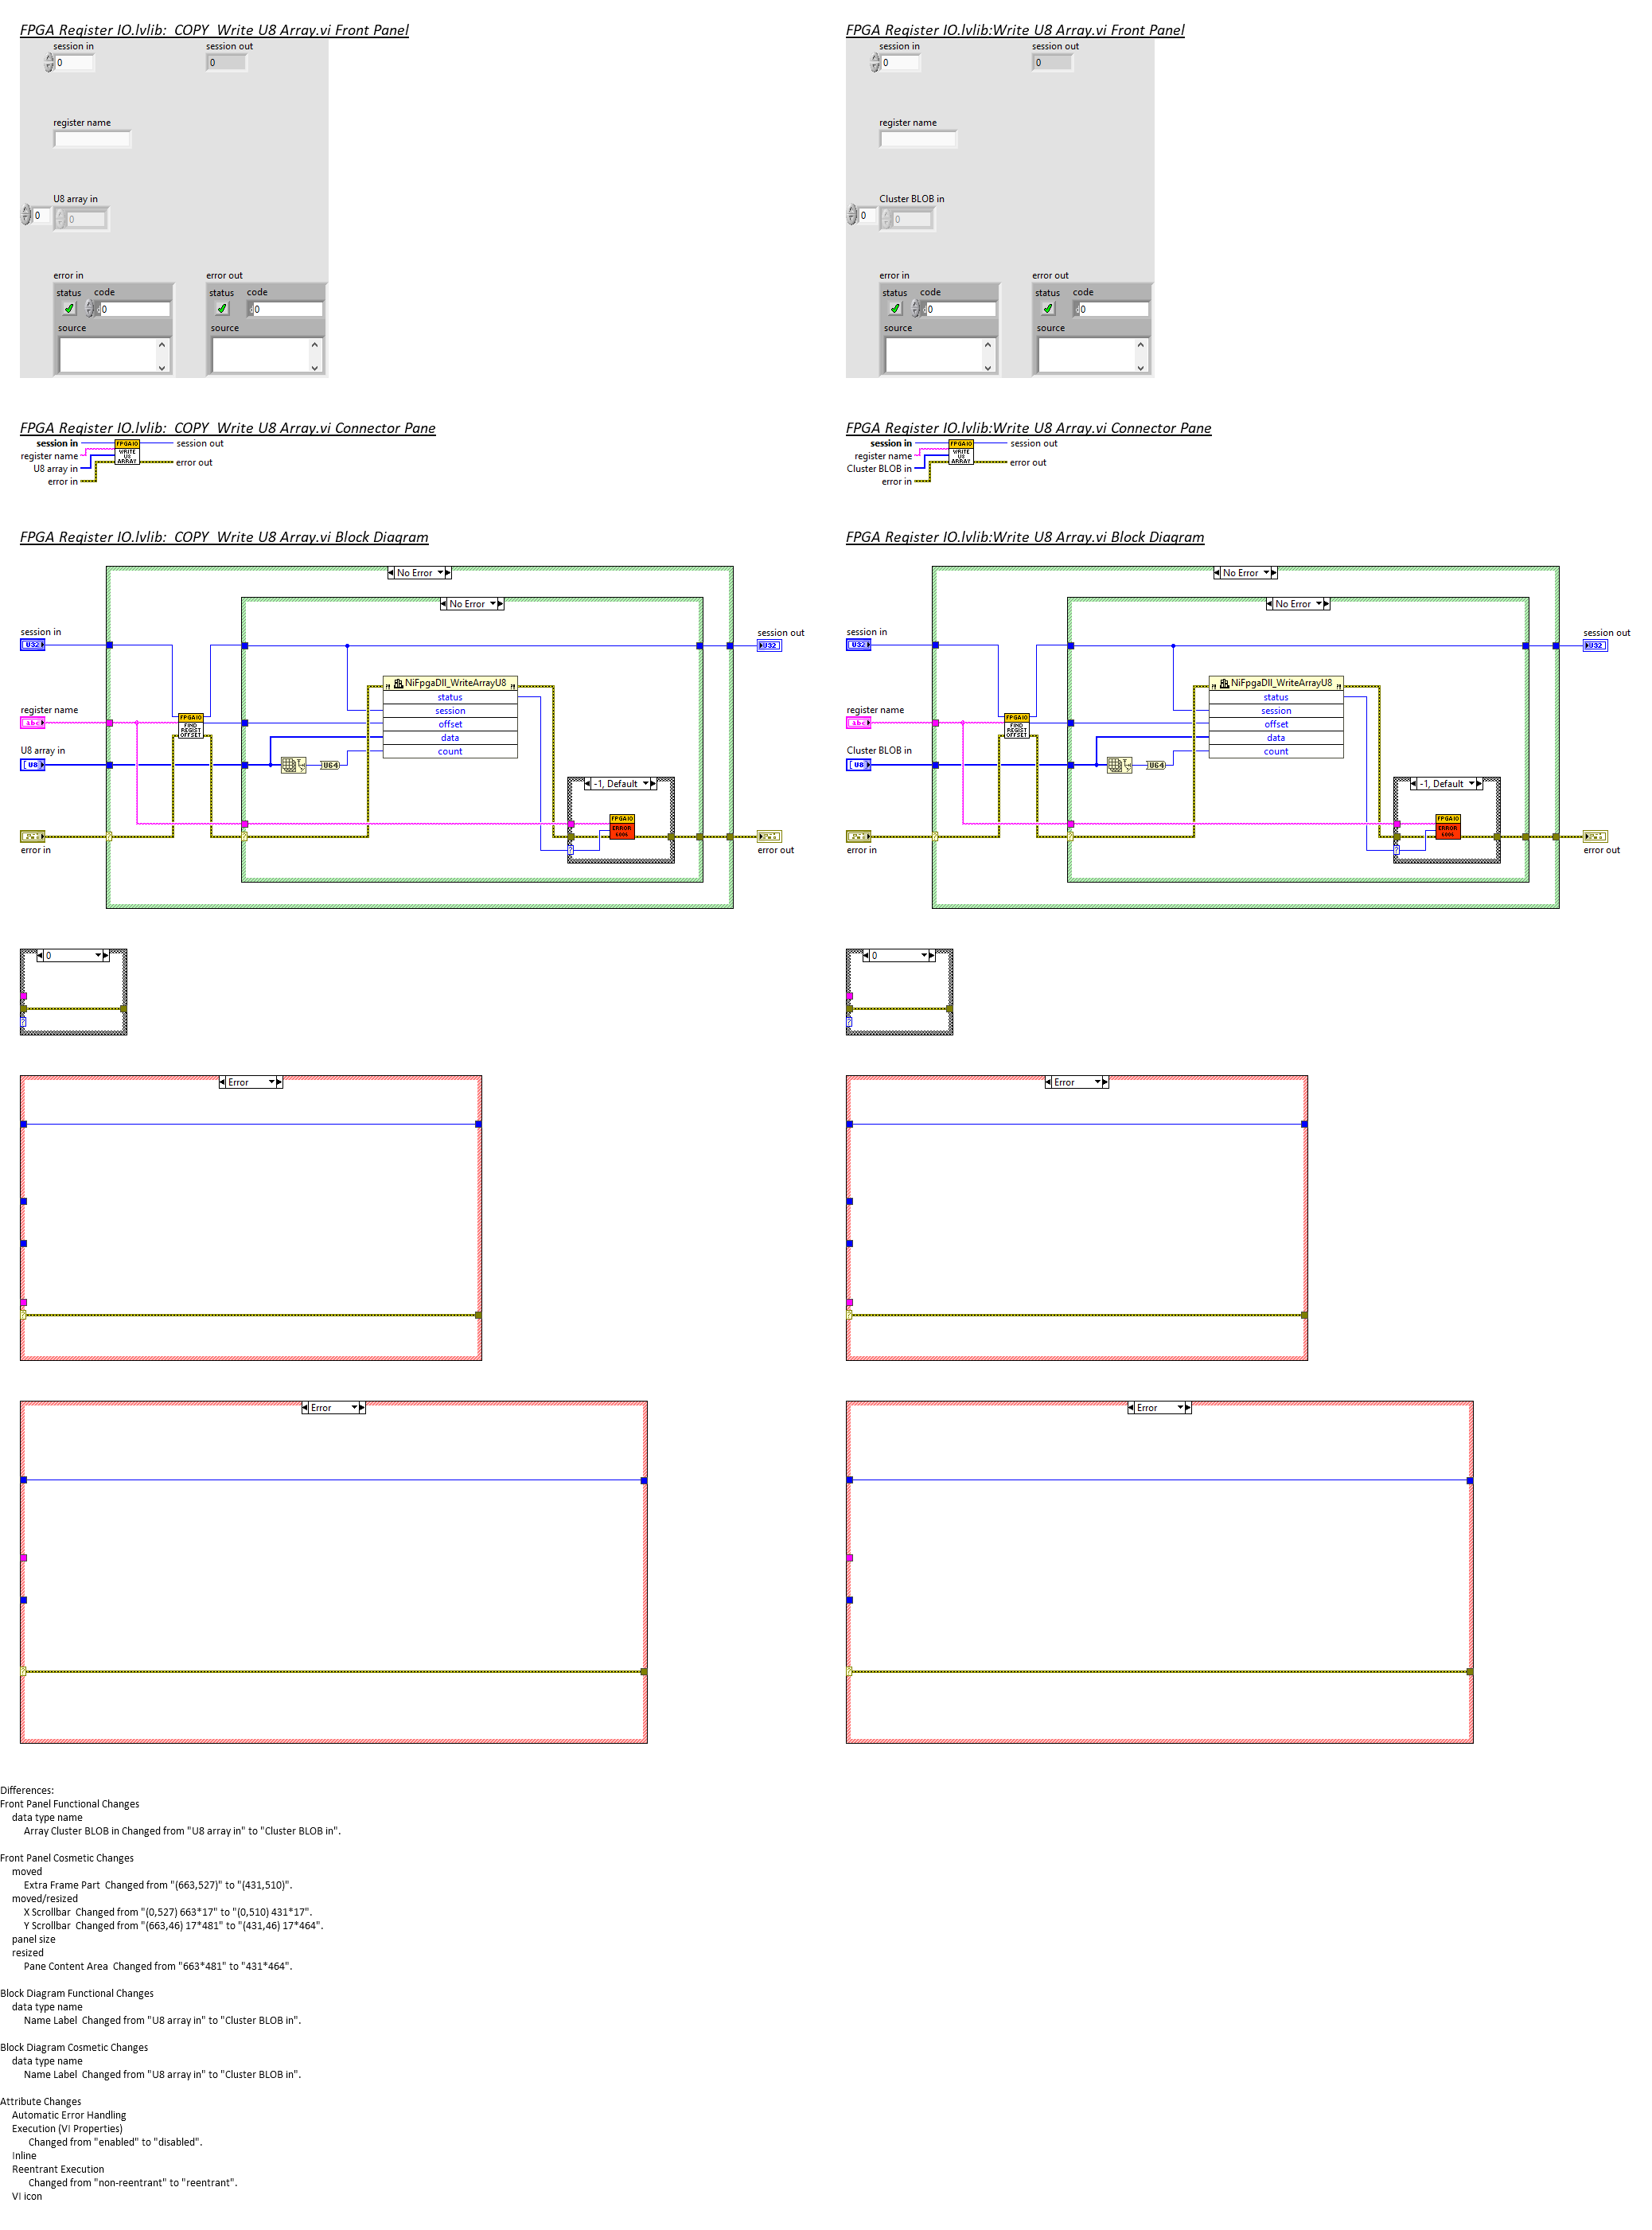 FPGA Register IO.lvlib:  COPY  Write U8 Array.vi Front Panel
session in
session out
0
0
register name
U8 array in
0
0
error in
error out
status
code
status
code
0
0
source
source
FPGA Register IO.lvlib:Write U8 Array.vi Front Panel
session in
session out
0
0
register name
Cluster BLOB in
0
0
error in
error out
status
code
status
code
0
0
source
source
FPGA Register IO.lvlib:  COPY  Write U8 Array.vi Connector Pane
session in
FPGAIO
session out
register name
WRITE
U8 array in
U8
ARRAY
error out
error in
FPGA Register IO.lvlib:Write U8 Array.vi Connector Pane
session in
FPGAIO
session out
register name
WRITE
Cluster BLOB in
U8
ARRAY
error out
error in
FPGA Register IO.lvlib:  COPY  Write U8 Array.vi Block Diagram
No Error
No Error
session in
U32
session out
U32
NiFpgaDll_WriteArrayU8
status
session
offset
data
count
register name
abc
FPGAIO
FIND
REGIST
OFFSET
U8 array in
U8
U64
-1, Default
FPGAIO
ERROR
error in
error out
FPGA Register IO.lvlib:Write U8 Array.vi Block Diagram
No Error
No Error
session in
U32
session out
U32
NiFpgaDll_WriteArrayU8
status
session
offset
data
count
register name
abc
FPGAIO
FIND
REGIST
OFFSET
Cluster BLOB in
U8
U64
-1, Default
FPGAIO
ERROR
error in
error out
0
0
Error
Error
Error
Error
Differences:
Front Panel Functional Changes
data type name
Array Cluster BLOB in Changed from "U8 array in" to "Cluster BLOB in".
Front Panel Cosmetic Changes
moved
Extra Frame Part  Changed from "(663,527)" to "(431,510)".
moved/resized
X Scrollbar  Changed from "(0,527) 663*17" to "(0,510) 431*17".
Y Scrollbar  Changed from "(663,46) 17*481" to "(431,46) 17*464".
panel size
resized
Pane Content Area  Changed from "663*481" to "431*464".
Block Diagram Functional Changes
data type name
Name Label  Changed from "U8 array in" to "Cluster BLOB in".
Block Diagram Cosmetic Changes
data type name
Name Label  Changed from "U8 array in" to "Cluster BLOB in".
Attribute Changes
Automatic Error Handling
Execution (VI Properties)
Changed from "enabled" to "disabled".
Inline
Reentrant Execution
Changed from "non-reentrant" to "reentrant".
VI icon